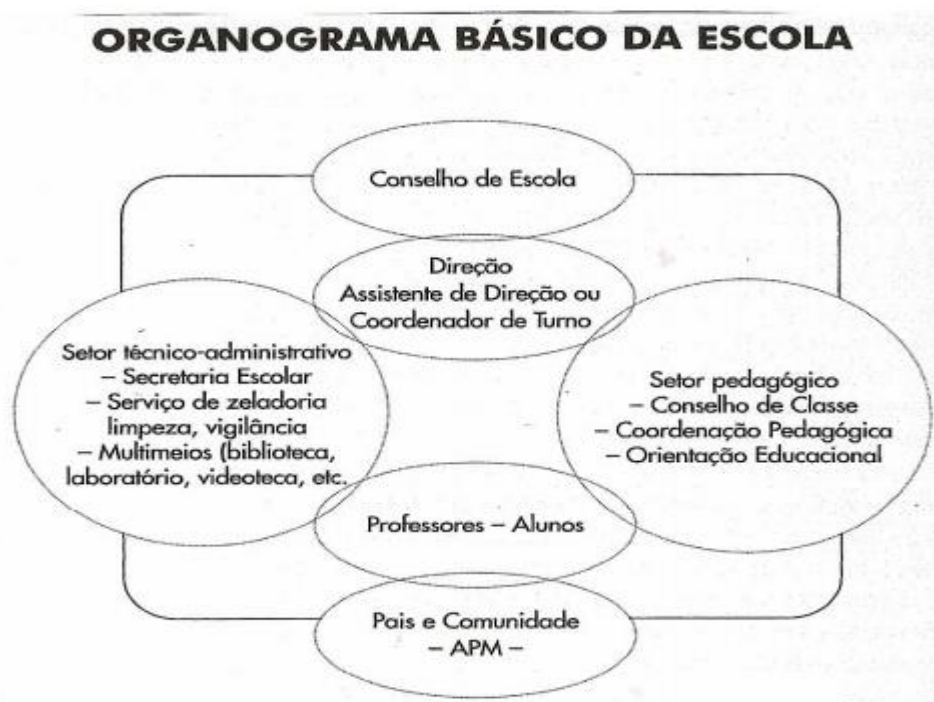 ORGANOGRAMA BÁSICO DA ESCOLA
Conselho de Escola
Direção
Assistente de Direção ou
Coordenador de Turno
Setor técnico-administrativo
– Secretaria Escolar
– Serviço de zeladoria
limpeza, vigilância
– Multimeios (biblioteca,
laboratório, videoteca, etc.
Setor pedagógico
– Conselho de Classe
– Coordenação Pedagógica
– Orientação Educacional
Professores – Alunos
Pais e Comunidade
– APM –